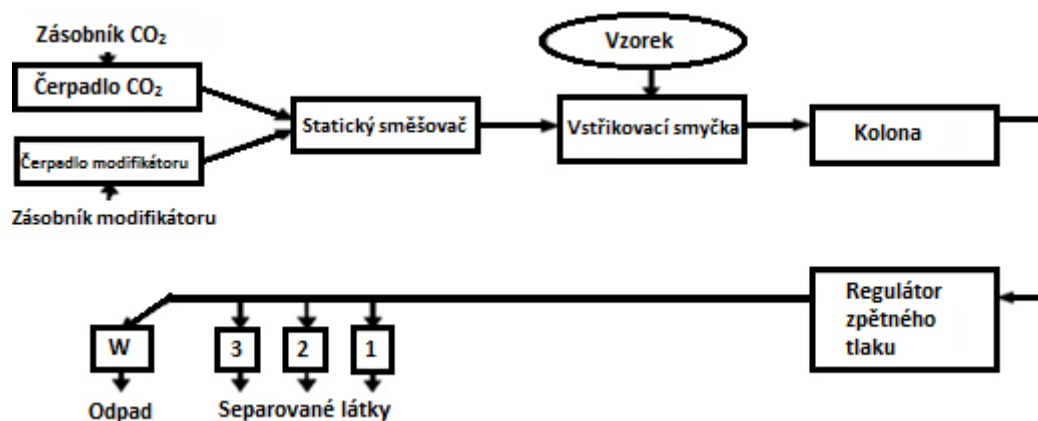 Zásobník CO₂
Čerpadlo CO₂
Čerpadlo modifikátoru
Zásobník modifikátoru
Statický směšovač
Vzorek
Vstřikovací smyčka
Kolona
Regulátor
zpětného
tlaku
W
3
2
1
Odpad
Separované látky